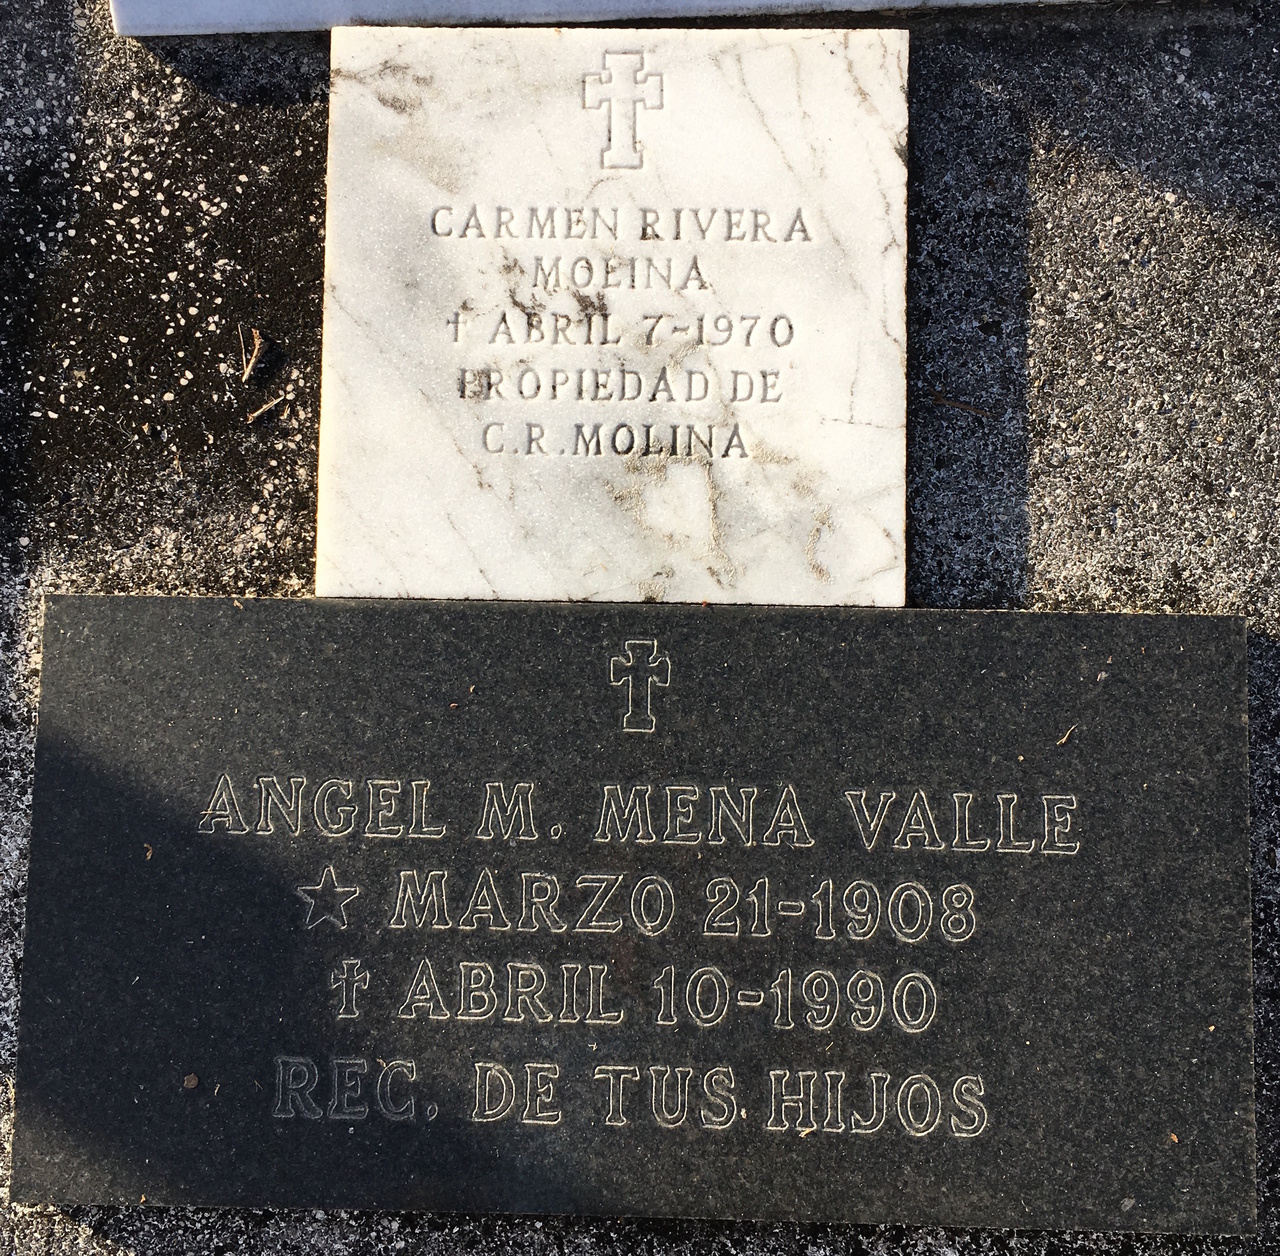 CARMEN RIVERA
MOLINA
✝ ABRIL 7-1970
PROPIEDAD DE
C.R. MOLINA
ANGEL M. MENA VALLE
☆ MARZO 21-1908
✝ ABRIL 10-1990
REC. DE TUS HIJOS